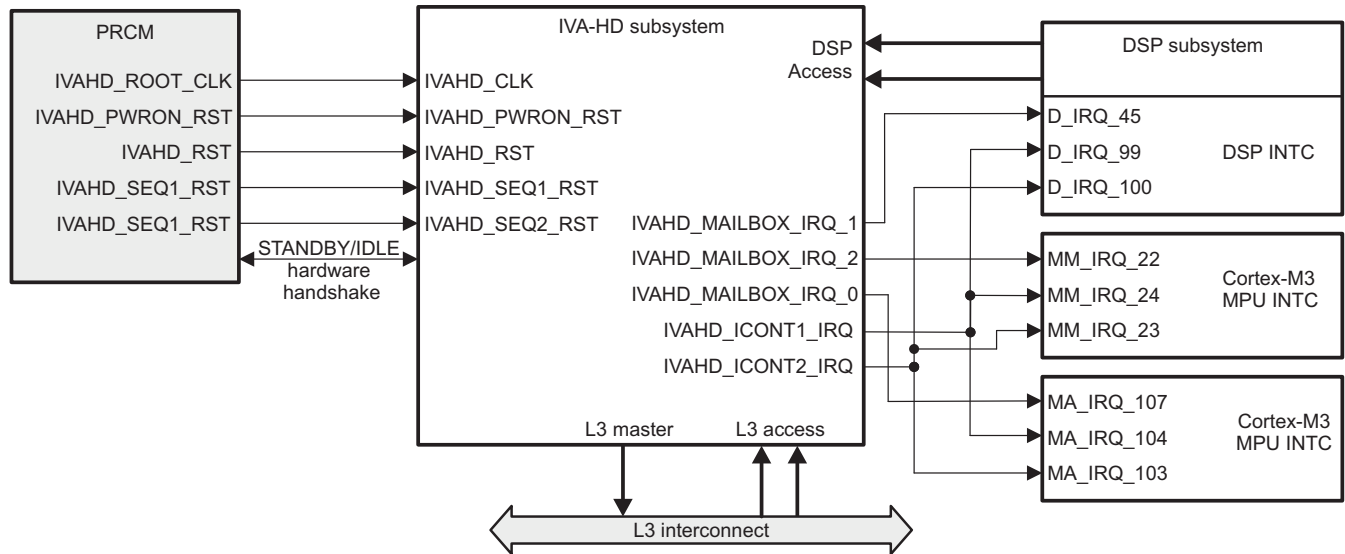 PRCM
IVAHD_ROOT_CLK
IVAHD_PWRON_RST
IVAHD_RST
IVAHD_SEQ1_RST
IVAHD_SEQ1_RST
STANDBY/IDLE
hardware
handshake
IVA-HD subsystem
DSP
Access
IVAHD_CLK
IVAHD_PWRON_RST
IVAHD_RST
IVAHD_SEQ1_RST
IVAHD_SEQ2_RST
IVAHD_MAILBOX_IRQ_1
IVAHD_MAILBOX_IRQ_2
IVAHD_MAILBOX_IRQ_0
IVAHD_ICONT1_IRQ
IVAHD_ICONT2_IRQ
L3 master
L3 access
L3 interconnect
DSP subsystem
D_IRQ_45
D_IRQ_99
DSP INTC
D_IRQ_100
MM_IRQ_22
MM_IRQ_24
MM_IRQ_23
Cortex-M3
MPU INTC
MA_IRQ_107
MA_IRQ_104
MA_IRQ_103
Cortex-M3
MPU INTC